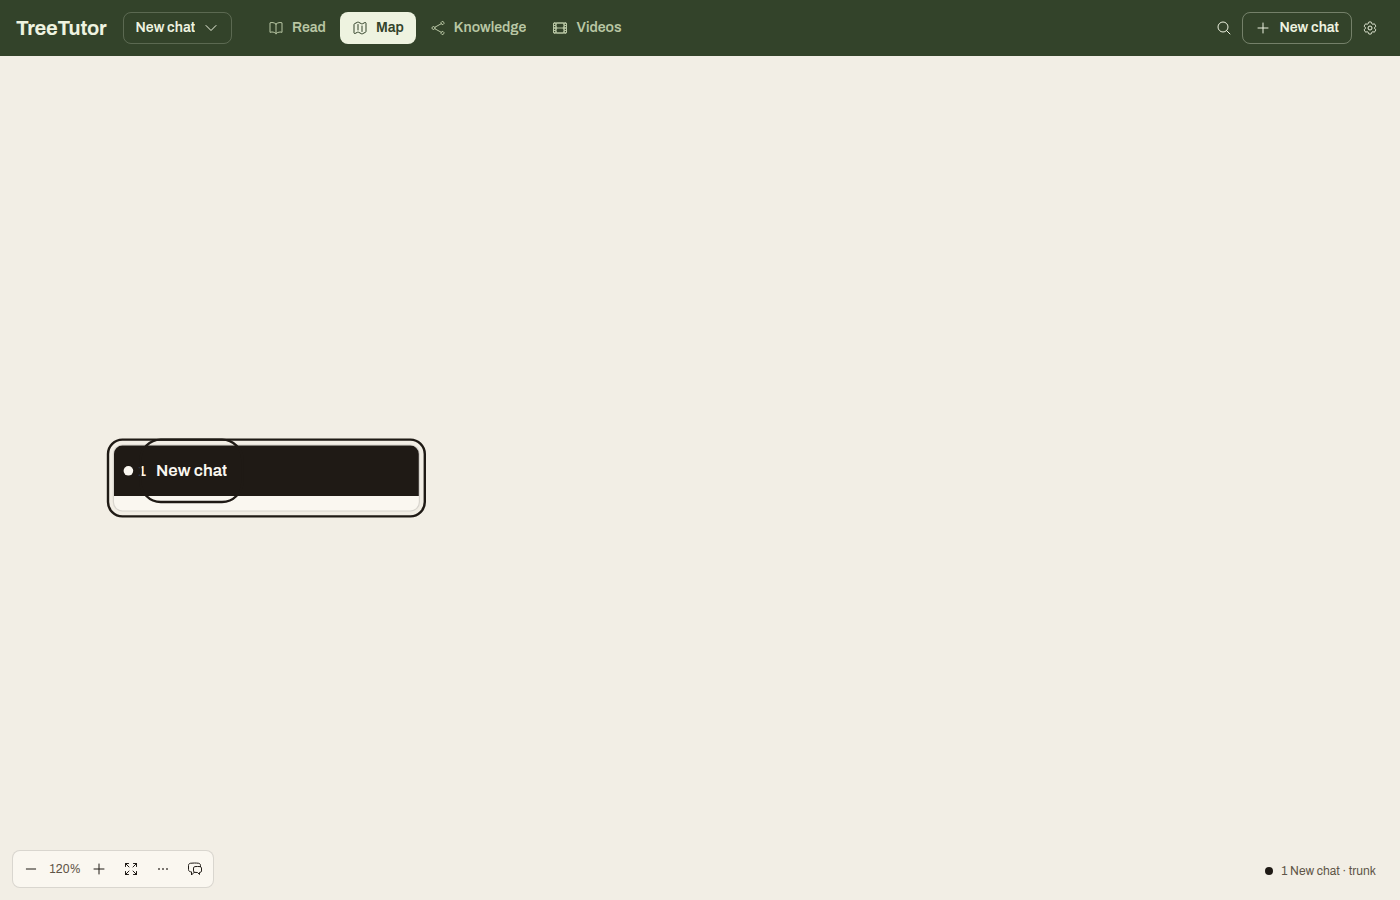 TreeTutor
New chat
Read
Map
Knowledge
Videos
New chat
New chat
120%
1 New chat · trunk